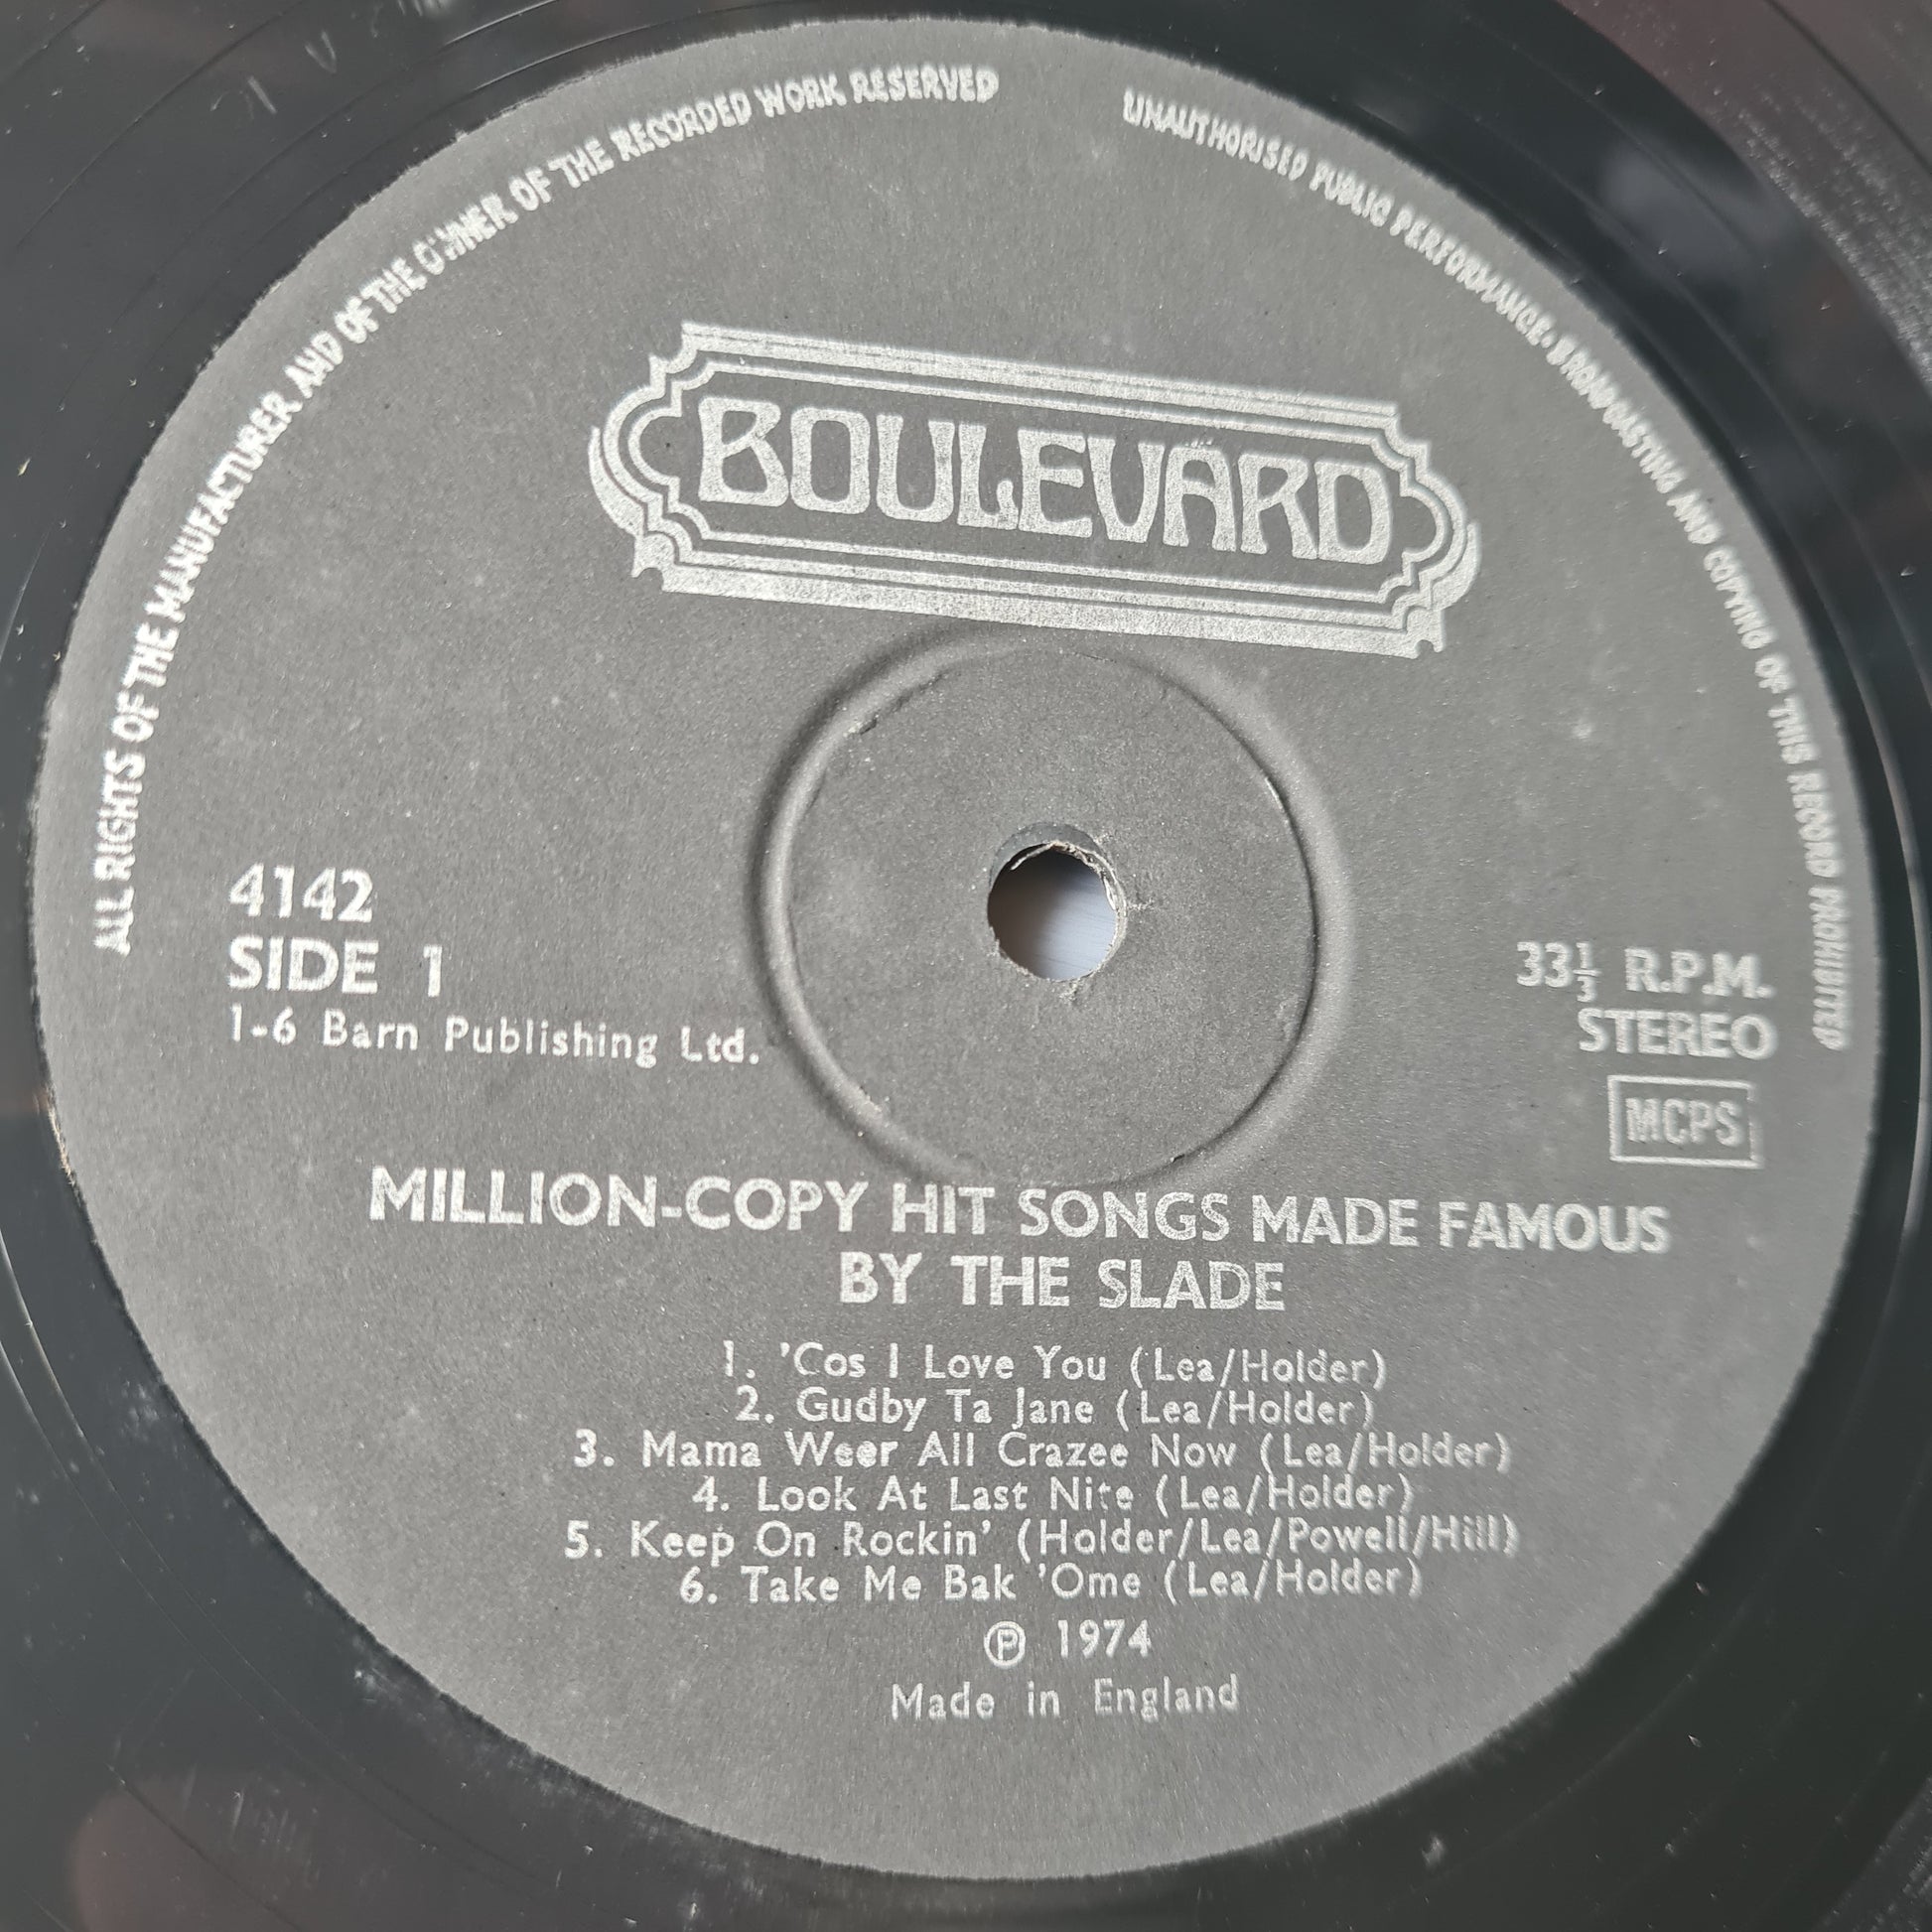 ALL RIGHTS OF THE MANUFACTURER AND OF THE OWNER OF THE RECORDED WORK RESERVED
UNAUTHORISED PUBLIC PERFORMANCE · BROADCASTING AND COPYING OF THIS RECORD PROHIBITED
BOULEVARD
4142
SIDE 1
1-6 Barn Publishing Ltd.
33⅓ R.P.M.
STEREO
MCPS
MILLION-COPY HIT SONGS MADE FAMOUS
BY THE SLADE
1. 'Cos I Love You (Lea/Holder)
2. Gudby Ta Jane (Lea/Holder)
3. Mama Weer All Crazee Now (Lea/Holder)
4. Look At Last Nite (Lea/Holder)
5. Keep On Rockin' (Holder/Lea/Powell/Hill)
6. Take Me Bak 'Ome (Lea/Holder)
℗ 1974
Made in England